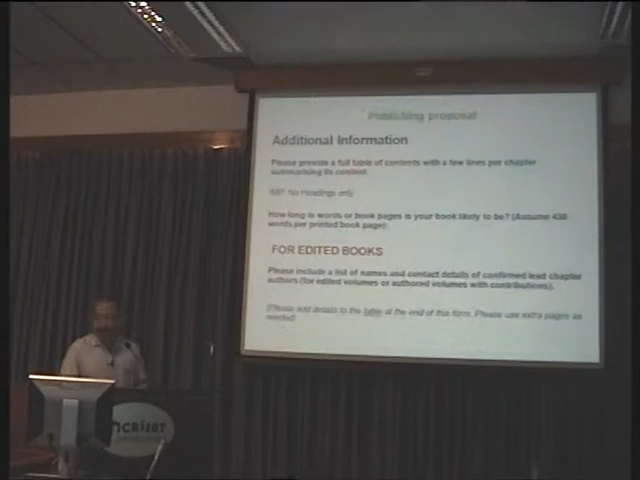 Publishing proposal
Additional Information
Please provide a full table of contents with a few lines per chapter
summarising its content.
No Headings only
How long in words or book pages is your book likely to be? (Assume 430
words per printed book page):
FOR EDITED BOOKS
Please include a list of names and contact details of confirmed lead chapter
authors (for edited volumes or authored volumes with contributions).
(Please add details to the table at the end of this form. Please use extra pages as
needed)
ICRISAT